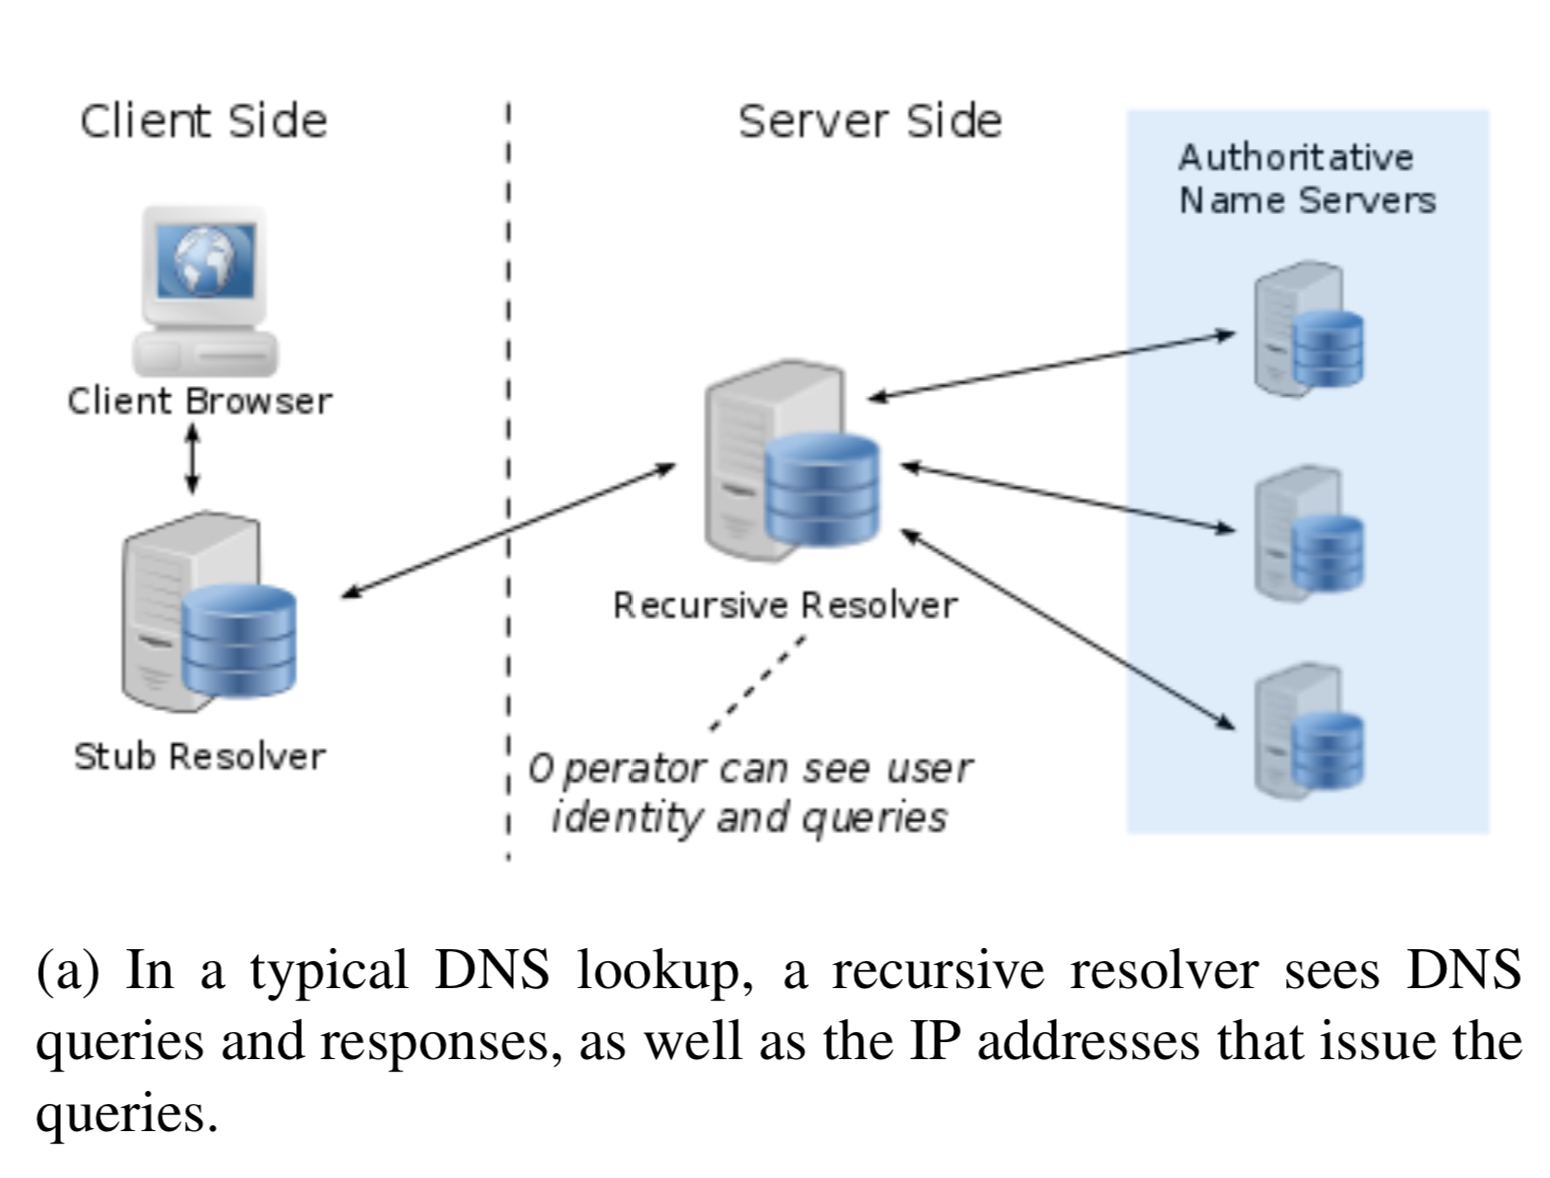 Client Side
Server Side
Authoritative
Name Servers
Client Browser
Recursive Resolver
Stub Resolver
Operator can see user
identity and queries
(a) In a typical DNS lookup, a recursive resolver sees DNS
queries and responses, as well as the IP addresses that issue the
queries.